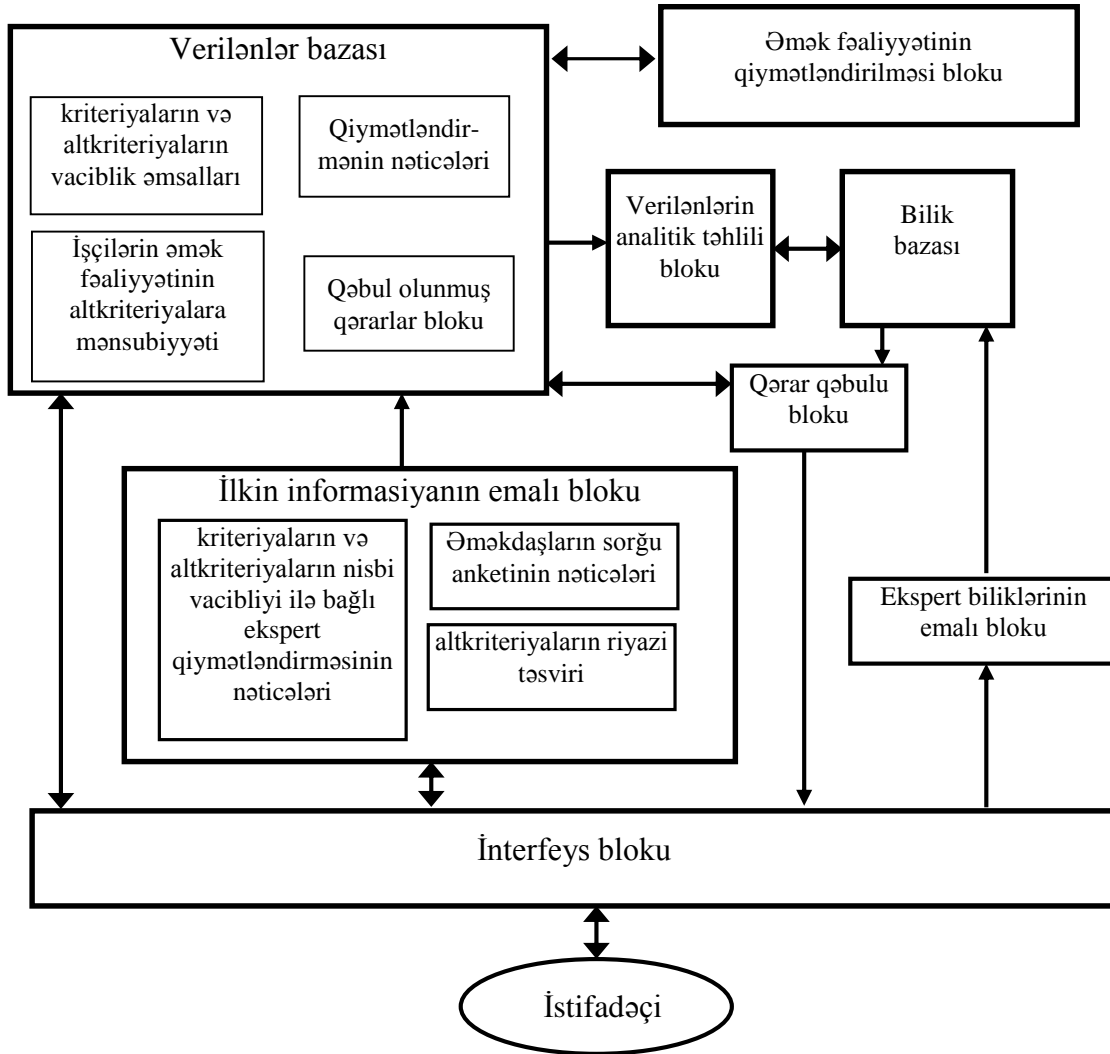 Verilənlər bazası
kriteriyaların və
altkriteriyaların
vaciblik əmsalları
Qiymətləndir-
mənin nəticələri
İşçilərin əmək
fəaliyyətinin
altkriteriyalara
mənsubiyyəti
Qəbul olunmuş
qərarlar bloku
Əmək fəaliyyətinin
qiymətləndirilməsi bloku
Verilənlərin
analitik təhlili
bloku
Bilik
bazası
Qərar qəbulu
bloku
İlkin informasiyanın emalı bloku
kriteriyaların və
altkriteriyaların nisbi
vacibliyi ilə bağlı
ekspert
qiymətləndirməsinin
nəticələri
Əməkdaşların sorğu
anketinin nəticələri
altkriteriyaların riyazi
təsviri
Ekspert biliklərinin
emalı bloku
İnterfeys bloku
İstifadəçi